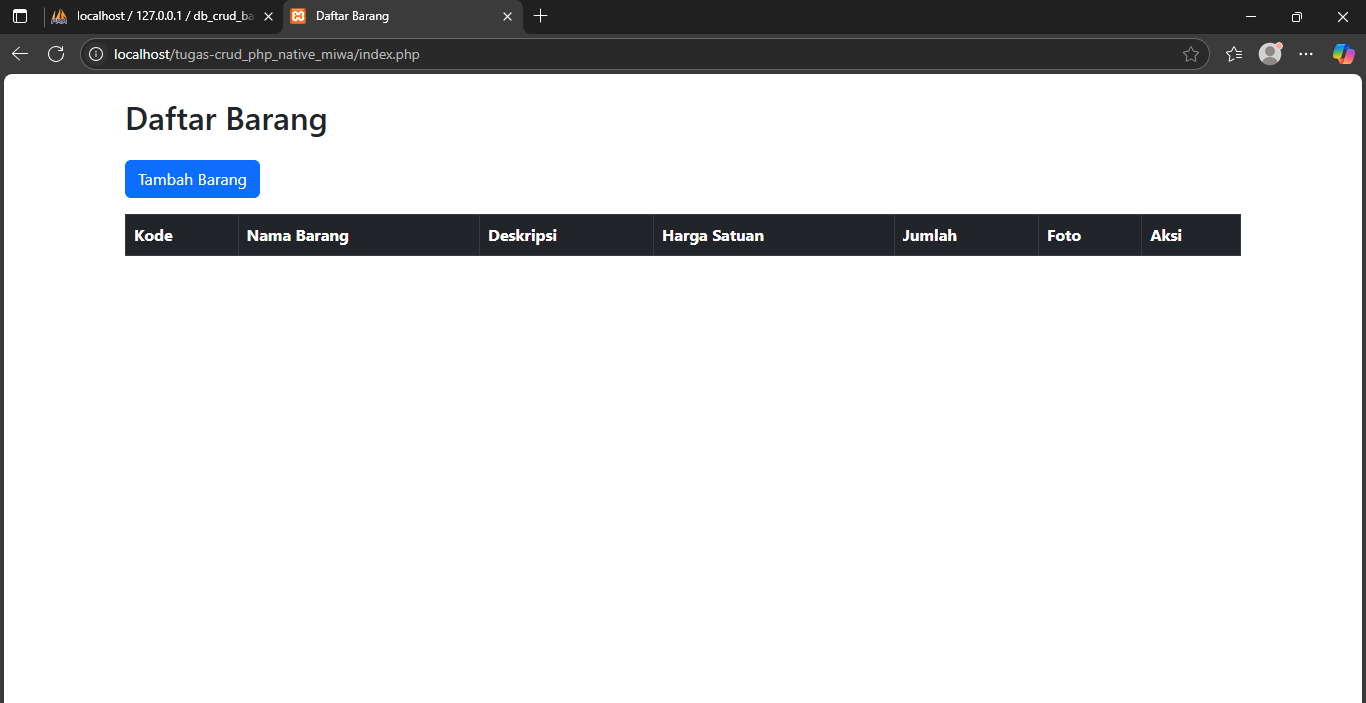 localhost / 127.0.0.1 / db_crud_ba
Daftar Barang
localhost/tugas-crud_php_native_miwa/index.php
Daftar Barang
Tambah Barang
Kode Nama Barang Deskripsi Harga Satuan Jumlah Foto Aksi